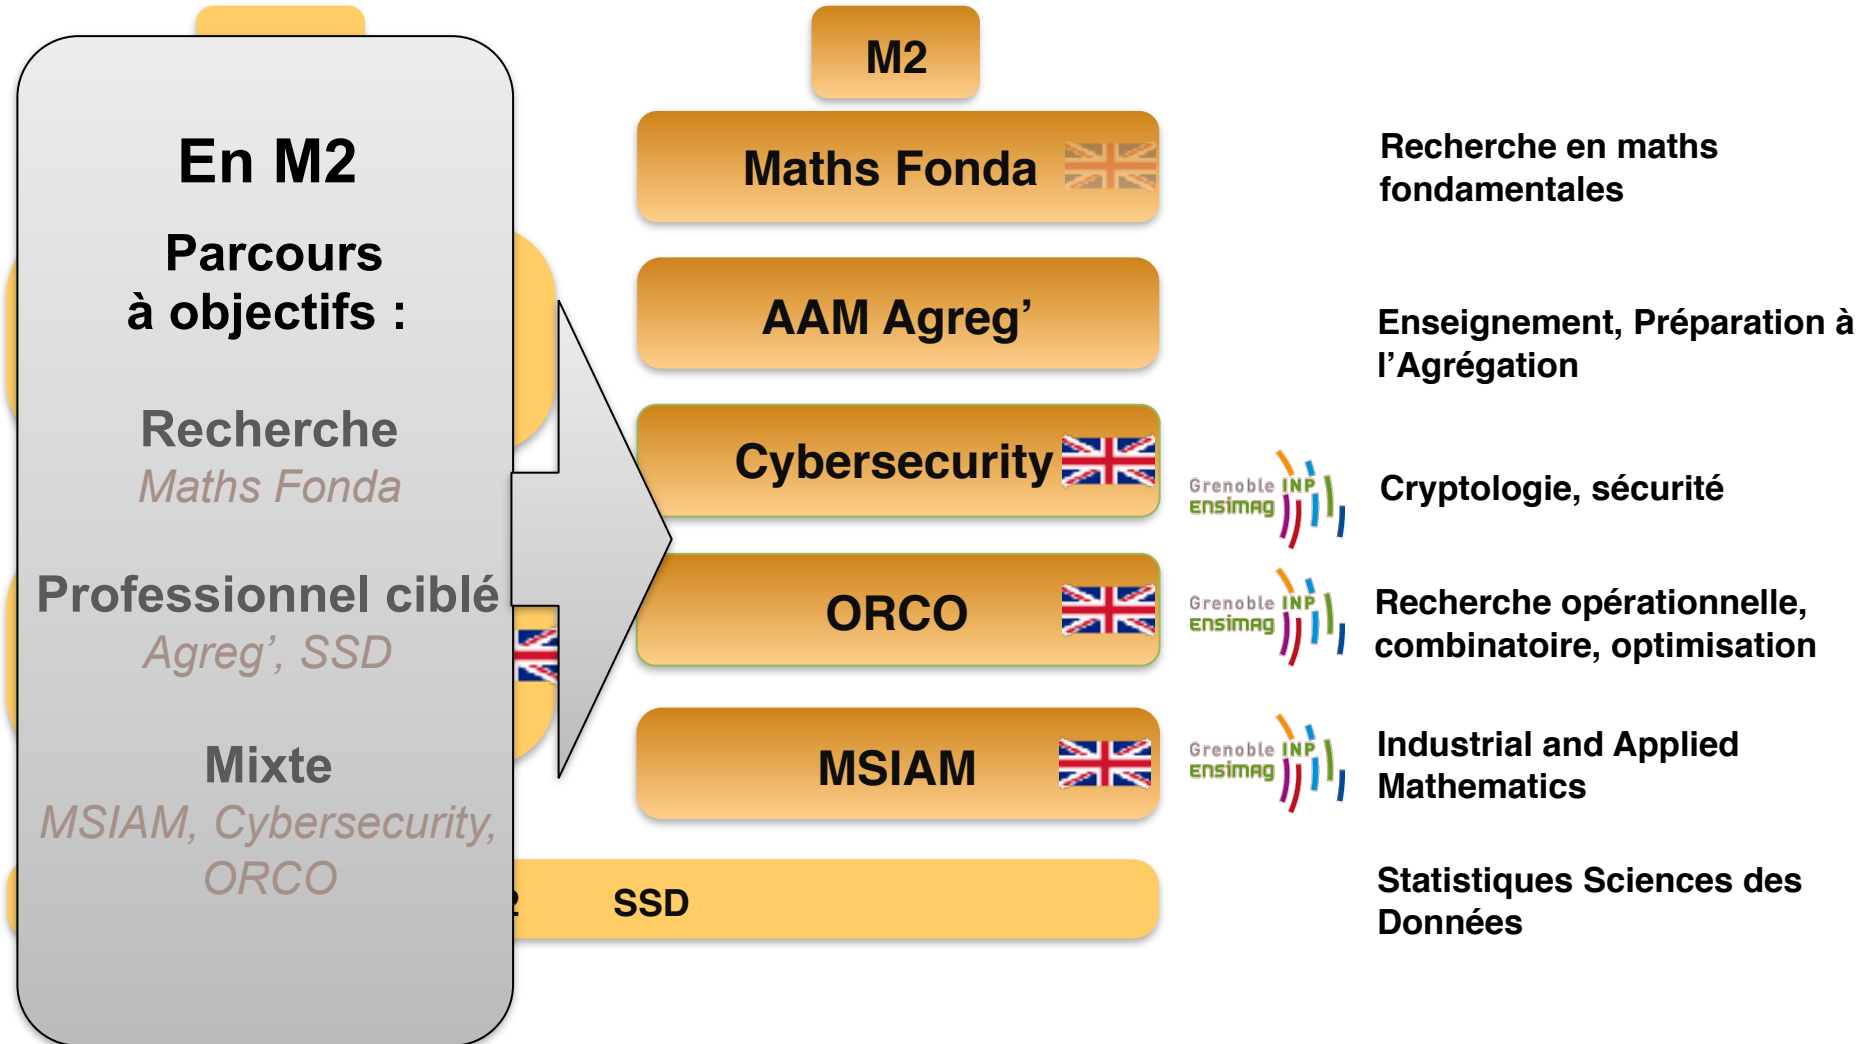 En M2
Parcours
à objectifs :
Recherche
Maths Fonda
Professionnel ciblé
Agreg’, SSD
Mixte
MSIAM, Cybersecurity,
ORCO
M2
Maths Fonda
Recherche en maths
fondamentales
AAM Agreg’
Enseignement, Préparation à
l’Agrégation
Cybersecurity
Grenoble INP
Ensimag
Cryptologie, sécurité
ORCO
Grenoble INP
Ensimag
Recherche opérationnelle,
combinatoire, optimisation
MSIAM
Grenoble INP
Ensimag
Industrial and Applied
Mathematics
2 SSD
Statistiques Sciences des
Données